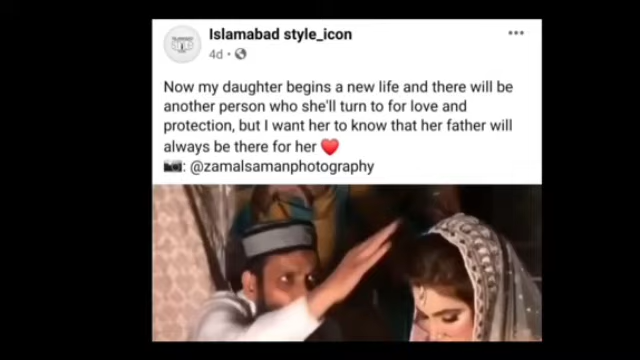 Islamabad style_icon
4d
Now my daughter begins a new life and there will be
another person who she'll turn to for love and
protection, but I want her to know that her father will
always be there for her ❤️
📷: @zamalsamanphotography